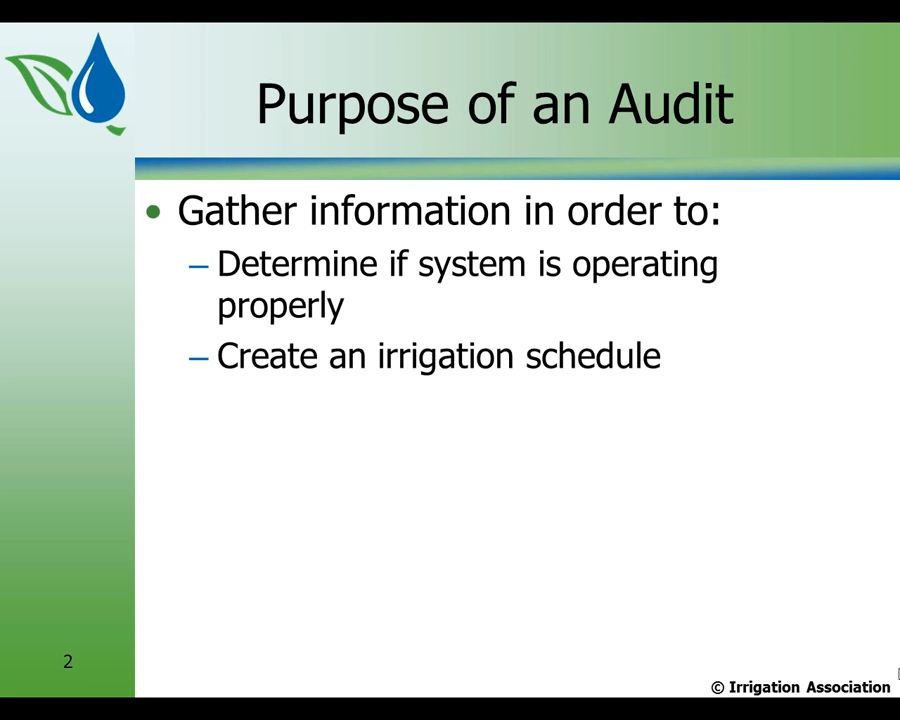 Purpose of an Audit
• Gather information in order to:
– Determine if system is operating
properly
– Create an irrigation schedule
2
© Irrigation Association